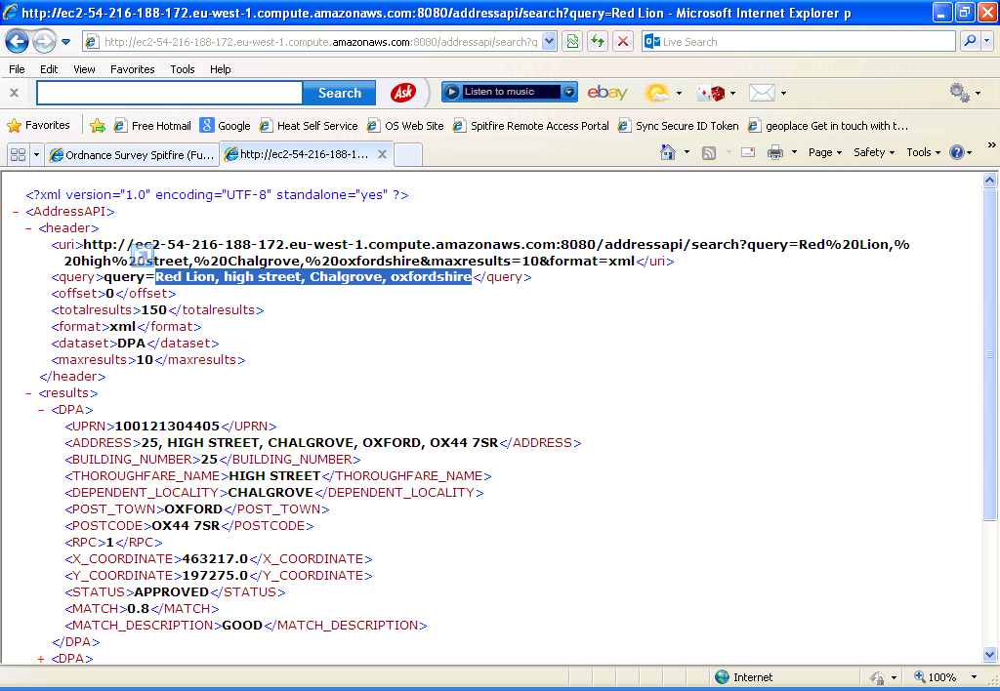 http://ec2-54-216-188-172.eu-west-1.compute.amazonaws.com:8080/addressapi/search?query=Red Lion - Microsoft Internet Explorer p
http://ec2-54-216-188-172.eu-west-1.compute.amazonaws.com:8080/addressapi/search?q
Live Search
File Edit View Favorites Tools Help
x Search Ask Listen to music ebay
Favorites Free Hotmail Google Heat Self Service OS Web Site Spitfire Remote Access Portal Sync Secure ID Token geoplace Get in touch with t...
Ordnance Survey Spitfire (Fu... http://ec2-54-216-188-1... x Page Safety Tools »
<?xml version="1.0" encoding="UTF-8" standalone="yes" ?>
- <AddressAPI>
- <header>
<uri>http://ec2-54-216-188-172.eu-west-1.compute.amazonaws.com:8080/addressapi/search?query=Red%20Lion,%
20high%20street,%20Chalgrove,%20oxfordshire&maxresults=10&format=xml</uri>
<query>query=Red Lion, high street, Chalgrove, oxfordshire</query>
<offset>0</offset>
<totalresults>150</totalresults>
<format>xml</format>
<dataset>DPA</dataset>
<maxresults>10</maxresults>
</header>
- <results>
- <DPA>
<UPRN>100121304405</UPRN>
<ADDRESS>25, HIGH STREET, CHALGROVE, OXFORD, OX44 7SR</ADDRESS>
<BUILDING_NUMBER>25</BUILDING_NUMBER>
<THOROUGHFARE_NAME>HIGH STREET</THOROUGHFARE_NAME>
<DEPENDENT_LOCALITY>CHALGROVE</DEPENDENT_LOCALITY>
<POST_TOWN>OXFORD</POST_TOWN>
<POSTCODE>OX44 7SR</POSTCODE>
<RPC>1</RPC>
<X_COORDINATE>463217.0</X_COORDINATE>
<Y_COORDINATE>197275.0</Y_COORDINATE>
<STATUS>APPROVED</STATUS>
<MATCH>0.8</MATCH>
<MATCH_DESCRIPTION>GOOD</MATCH_DESCRIPTION>
</DPA>
+ <DPA>
Internet 100%